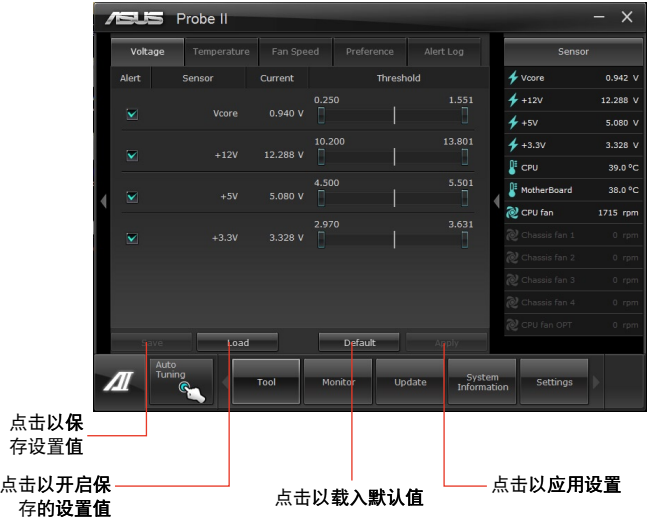 ASUS Probe II
Voltage Temperature Fan Speed Preference Alert Log
Alert Sensor Current Threshold
Vcore 0.940 V 0.250 1.551
+12V 12.288 V 10.200 13.801
+5V 5.080 V 4.500 5.501
+3.3V 3.328 V 2.970 3.631
Save Load Default Apply
Sensor
Vcore 0.942 V
+12V 12.288 V
+5V 5.080 V
+3.3V 3.328 V
CPU 39.0 ºC
MotherBoard 38.0 ºC
CPU fan 1715 rpm
Chassis fan 1 0 rpm
Chassis fan 2 0 rpm
Chassis fan 3 0 rpm
Chassis fan 4 0 rpm
CPU fan OPT 0 rpm
Auto
Tuning
Tool Monitor Update
System
Information
Settings
点击以保
存设置值
点击以开启保
存的设置值
点击以载入默认值
点击以应用设置